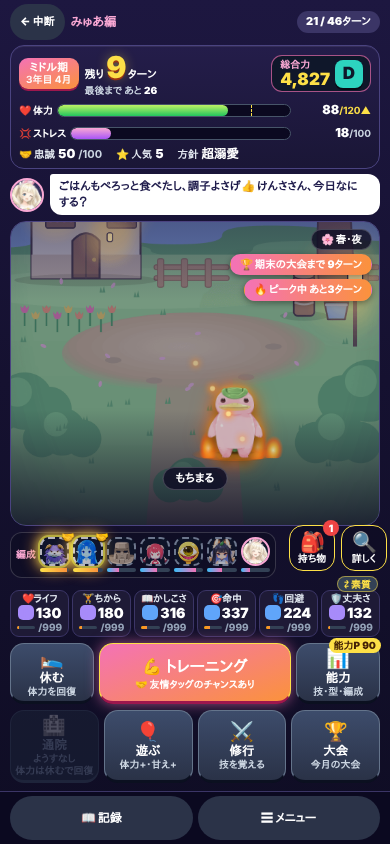 ← 中断
みゅあ編
21 / 46ターン
ミドル期
3年目 4月
残り 9 ターン
最後まで あと 26
総合力
4,827 D
❤️体力 88/120▲
💢ストレス 18/100
🤝 忠誠 50 /100 ⭐ 人気 5 方針 超溺愛
ごはんもぺろっと食べたし、調子よさげ👍 けんささん、今日なに
する？
🌸 春・夜
🏆 期末の大会まで 9ターン
🔥 ピーク中 あと3ターン
もちまる
編成
🎒 1
持ち物
🔍
詳しく
⚡素質
❤️ライフ 🏋️ちから 📖かしこさ 🎯命中 👣回避 🛡️丈夫さ
130 180 316 337 224 132
/999 /999 /999 /999 /999 /999
能力P 90
🛌
休む
体力を回復
💪 トレーニング
🤝 友情タッグのチャンスあり
📊
能力
技・型・編成
🏥
通院
ようすなし
体力は休むで回復
🎈
遊ぶ
体力+・甘え+
⚔️
修行
技を覚える
🏆
大会
今月の大会
📖 記録
☰ メニュー